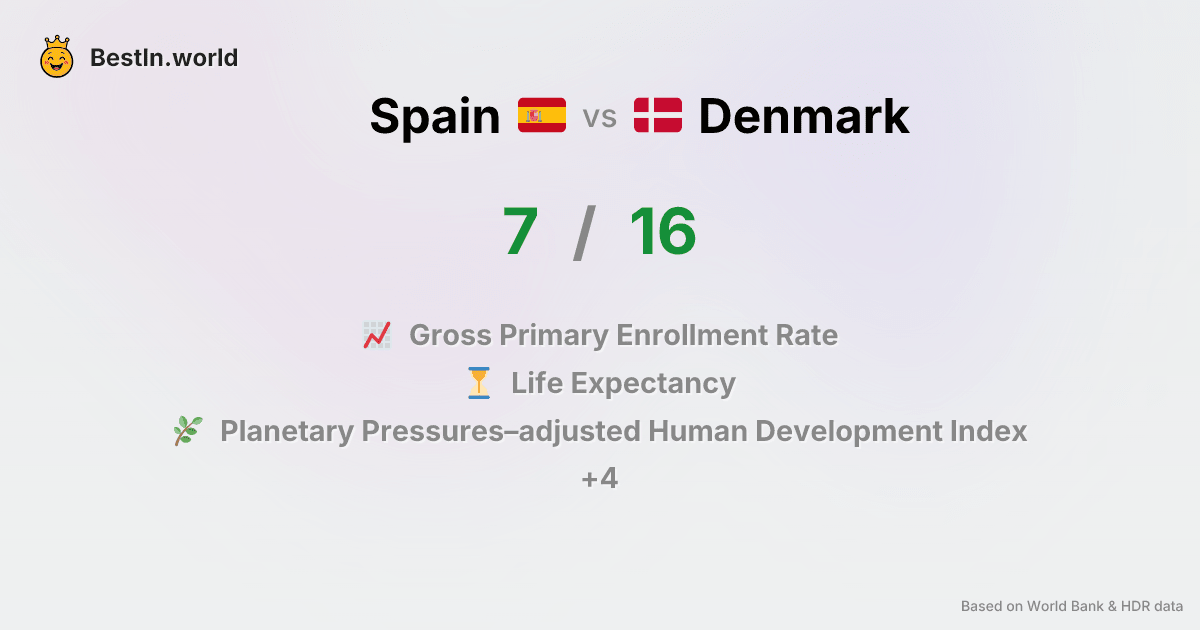 BestIn.world
Spain vs Denmark
7 / 16
Gross Primary Enrollment Rate
Life Expectancy
Planetary Pressures–adjusted Human Development Index
+4
Based on World Bank & HDR data